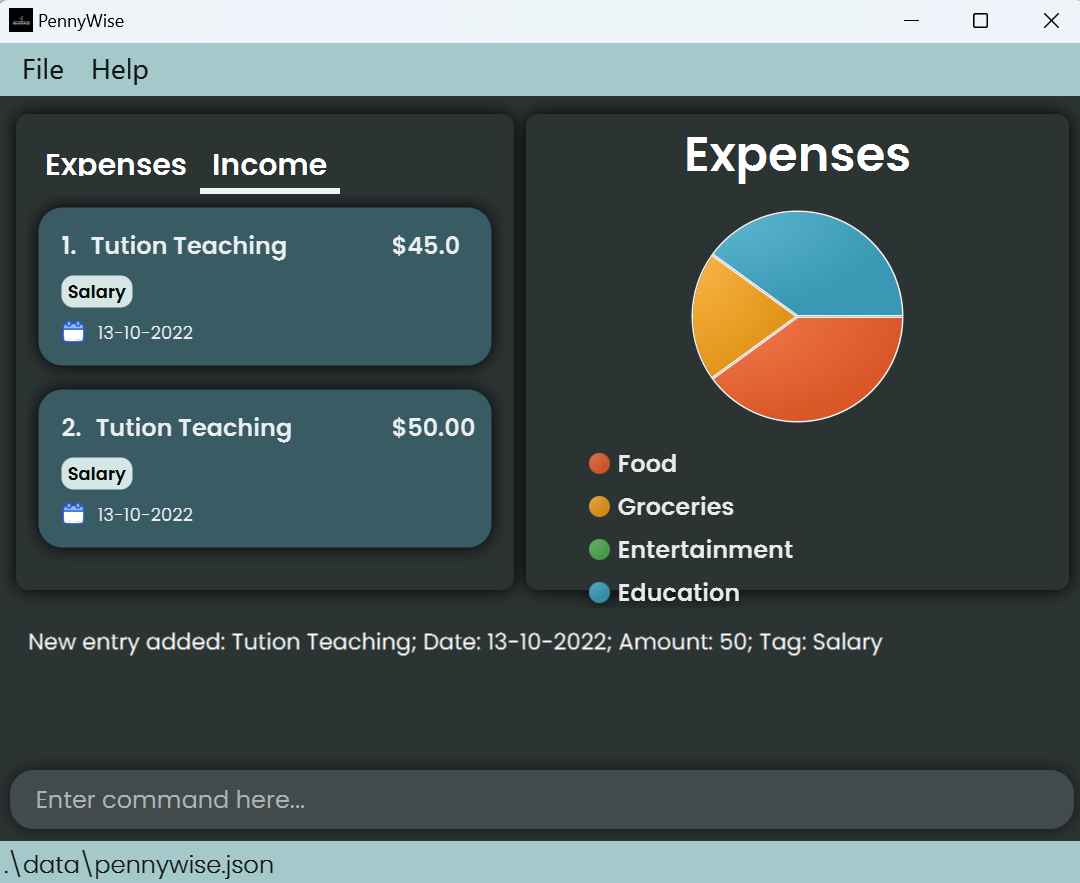 PennyWise
File Help
Expenses Income
1. Tution Teaching $45.0
Salary
13-10-2022
2. Tution Teaching $50.00
Salary
13-10-2022
Expenses
Food
Groceries
Entertainment
Education
New entry added: Tution Teaching; Date: 13-10-2022; Amount: 50; Tag: Salary
Enter command here...
.\data\pennywise.json